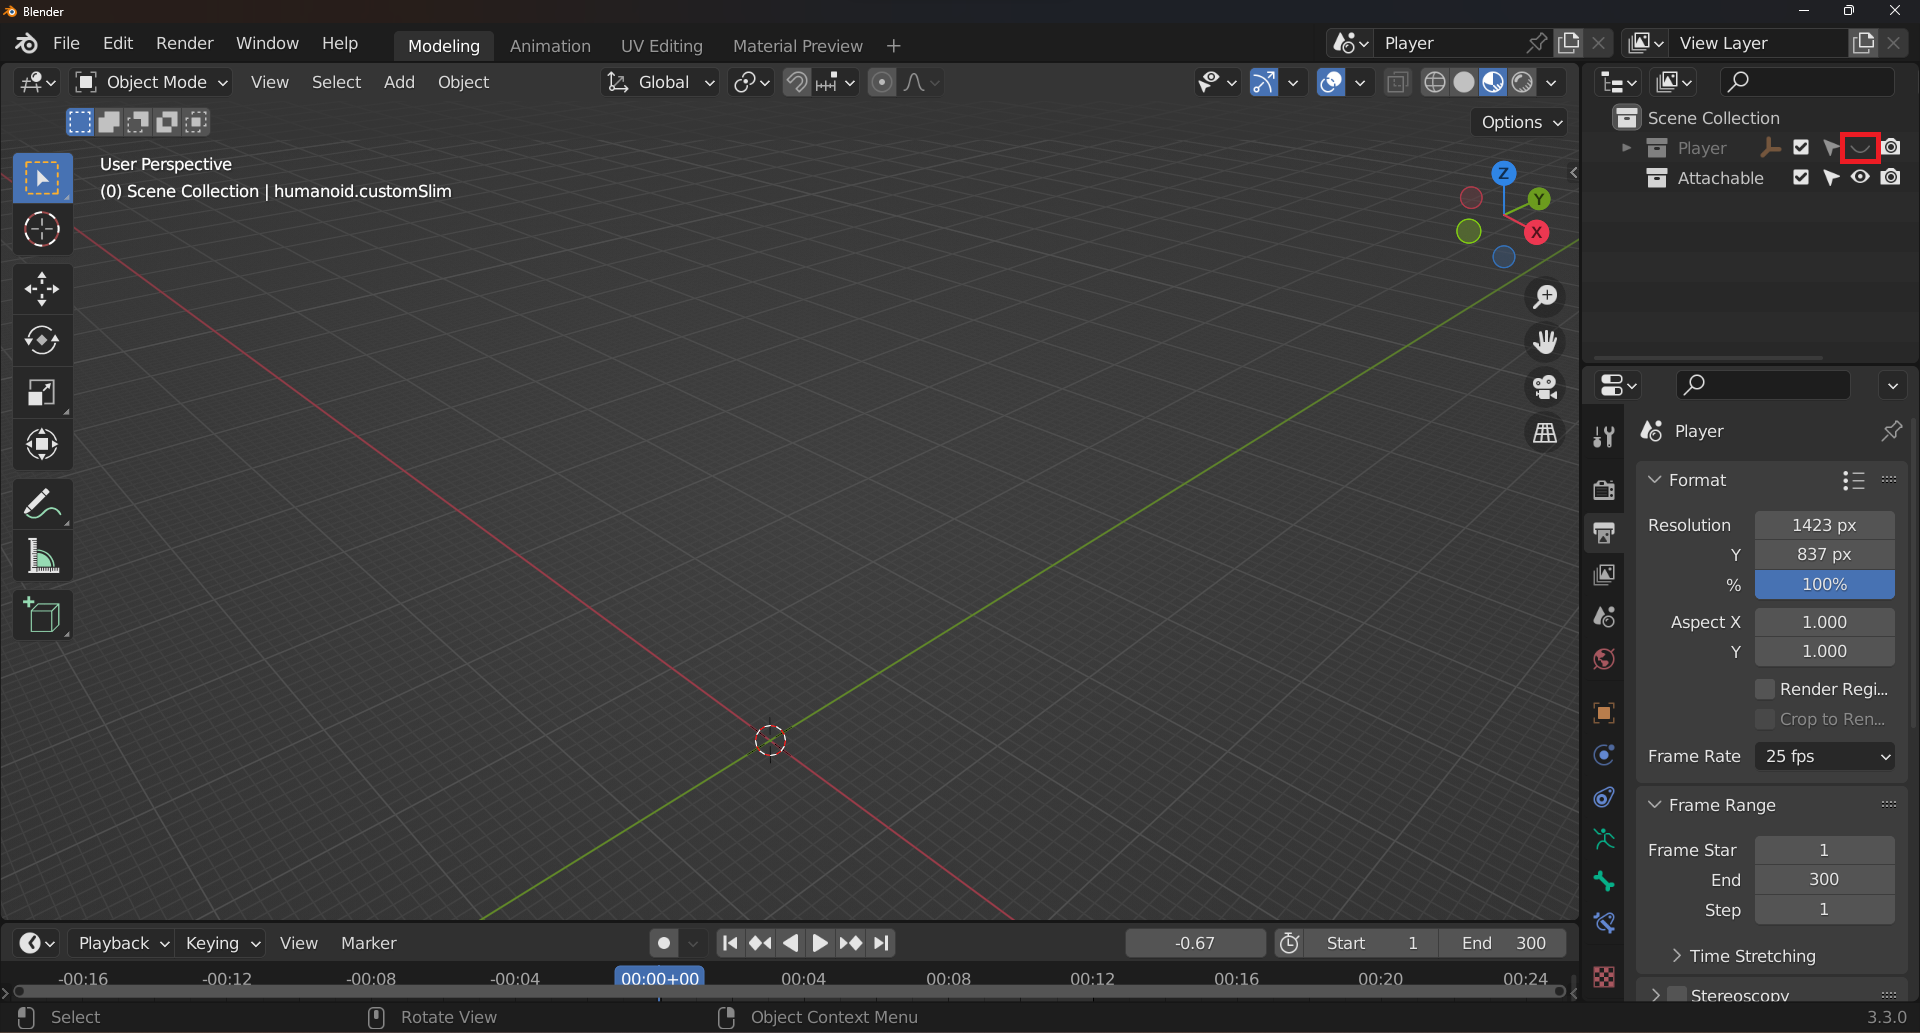 Blender
File Edit Render Window Help Modeling Animation UV Editing Material Preview Player View Layer
Object Mode View Select Add Object Global
Options
User Perspective
(0) Scene Collection | humanoid.customSlim
Z
Y
X
Scene Collection
Player
Attachable
Player
Format
Resolution 1423 px
Y 837 px
% 100%
Aspect X 1.000
Y 1.000
Render Regi...
Crop to Ren...
Frame Rate 25 fps
Frame Range
Frame Star 1
End 300
Step 1
Time Stretching
Stereoscopy
Playback Keying View Marker -0.67 Start 1 End 300
-00:16 -00:12 -00:08 -00:04 00:00+00 00:04 00:08 00:12 00:16 00:20 00:24
Select Rotate View Object Context Menu 3.3.0